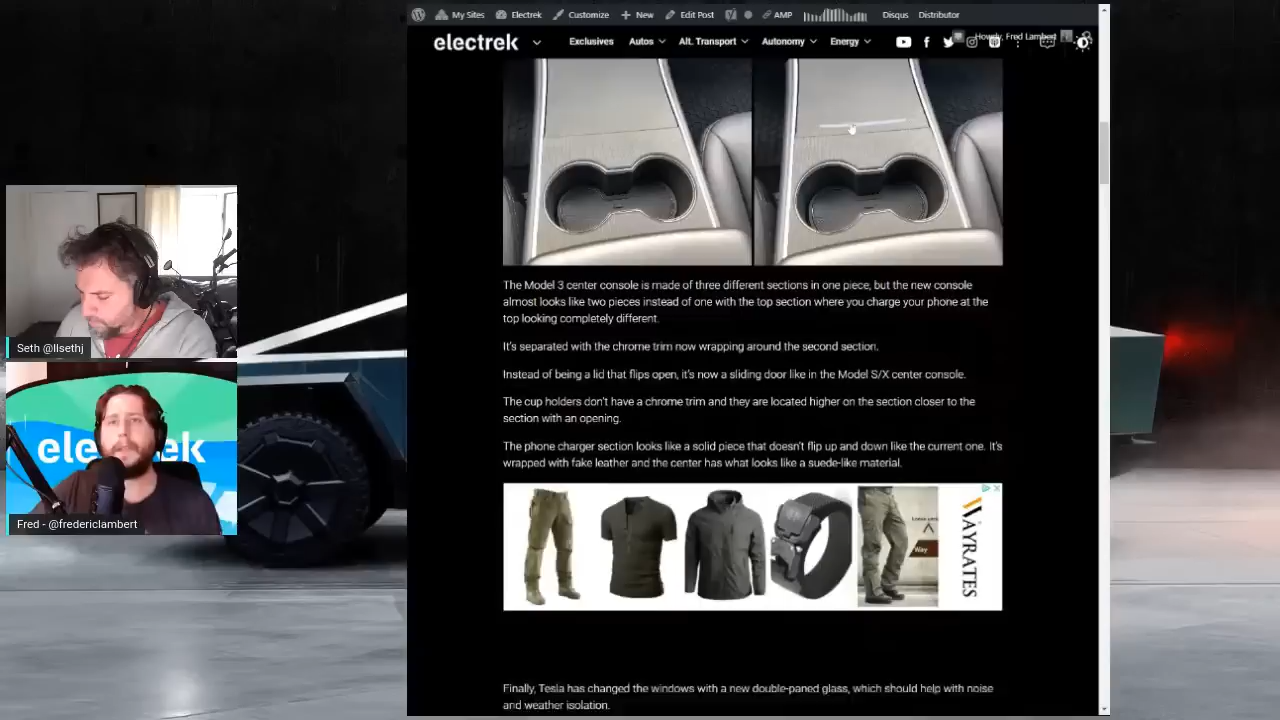 My Sites
Electrek
Customize
New
Edit Post
AMP
Disqus
Distributor
electrek
Exclusives
Autos
Alt. Transport
Autonomy
Energy
Howdy, Fred Lambert
The Model 3 center console is made of three different sections in one piece, but the new console
almost looks like two pieces instead of one with the top section where you charge your phone at the
top looking completely different.
It's separated with the chrome trim now wrapping around the second section.
Instead of being a lid that flips open, it's now a sliding door like in the Model S/X center console.
The cup holders don't have a chrome trim and they are located higher on the section closer to the
section with an opening.
The phone charger section looks like a solid piece that doesn't flip up and down like the current one. It's
wrapped with fake leather and the center has what looks like a suede-like material.
Way
WAYRATES
Finally, Tesla has changed the windows with a new double-paned glass, which should help with noise
and weather isolation.
Seth @llsethj
ele ek
Fred - @fredericlambert